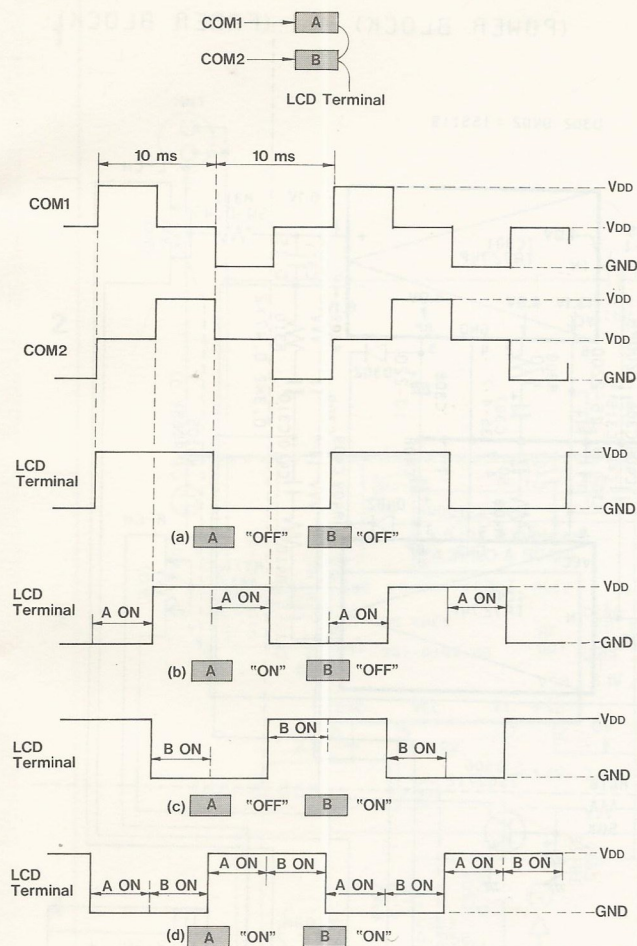 COM1 A
COM2 B
LCD Terminal
10 ms 10 ms
COM1
VDD
VDD
GND
COM2
VDD
VDD
GND
LCD
Terminal
VDD
GND
(a) A "OFF" B "OFF"
LCD
Terminal
VDD
A ON A ON A ON A ON
GND
(b) A "ON" B "OFF"
LCD
Terminal
VDD
B ON B ON B ON
GND
(c) A "OFF" B "ON"
LCD
Terminal
VDD
A ON B ON A ON B ON A ON B ON A ON B ON
GND
(d) A "ON" B "ON"